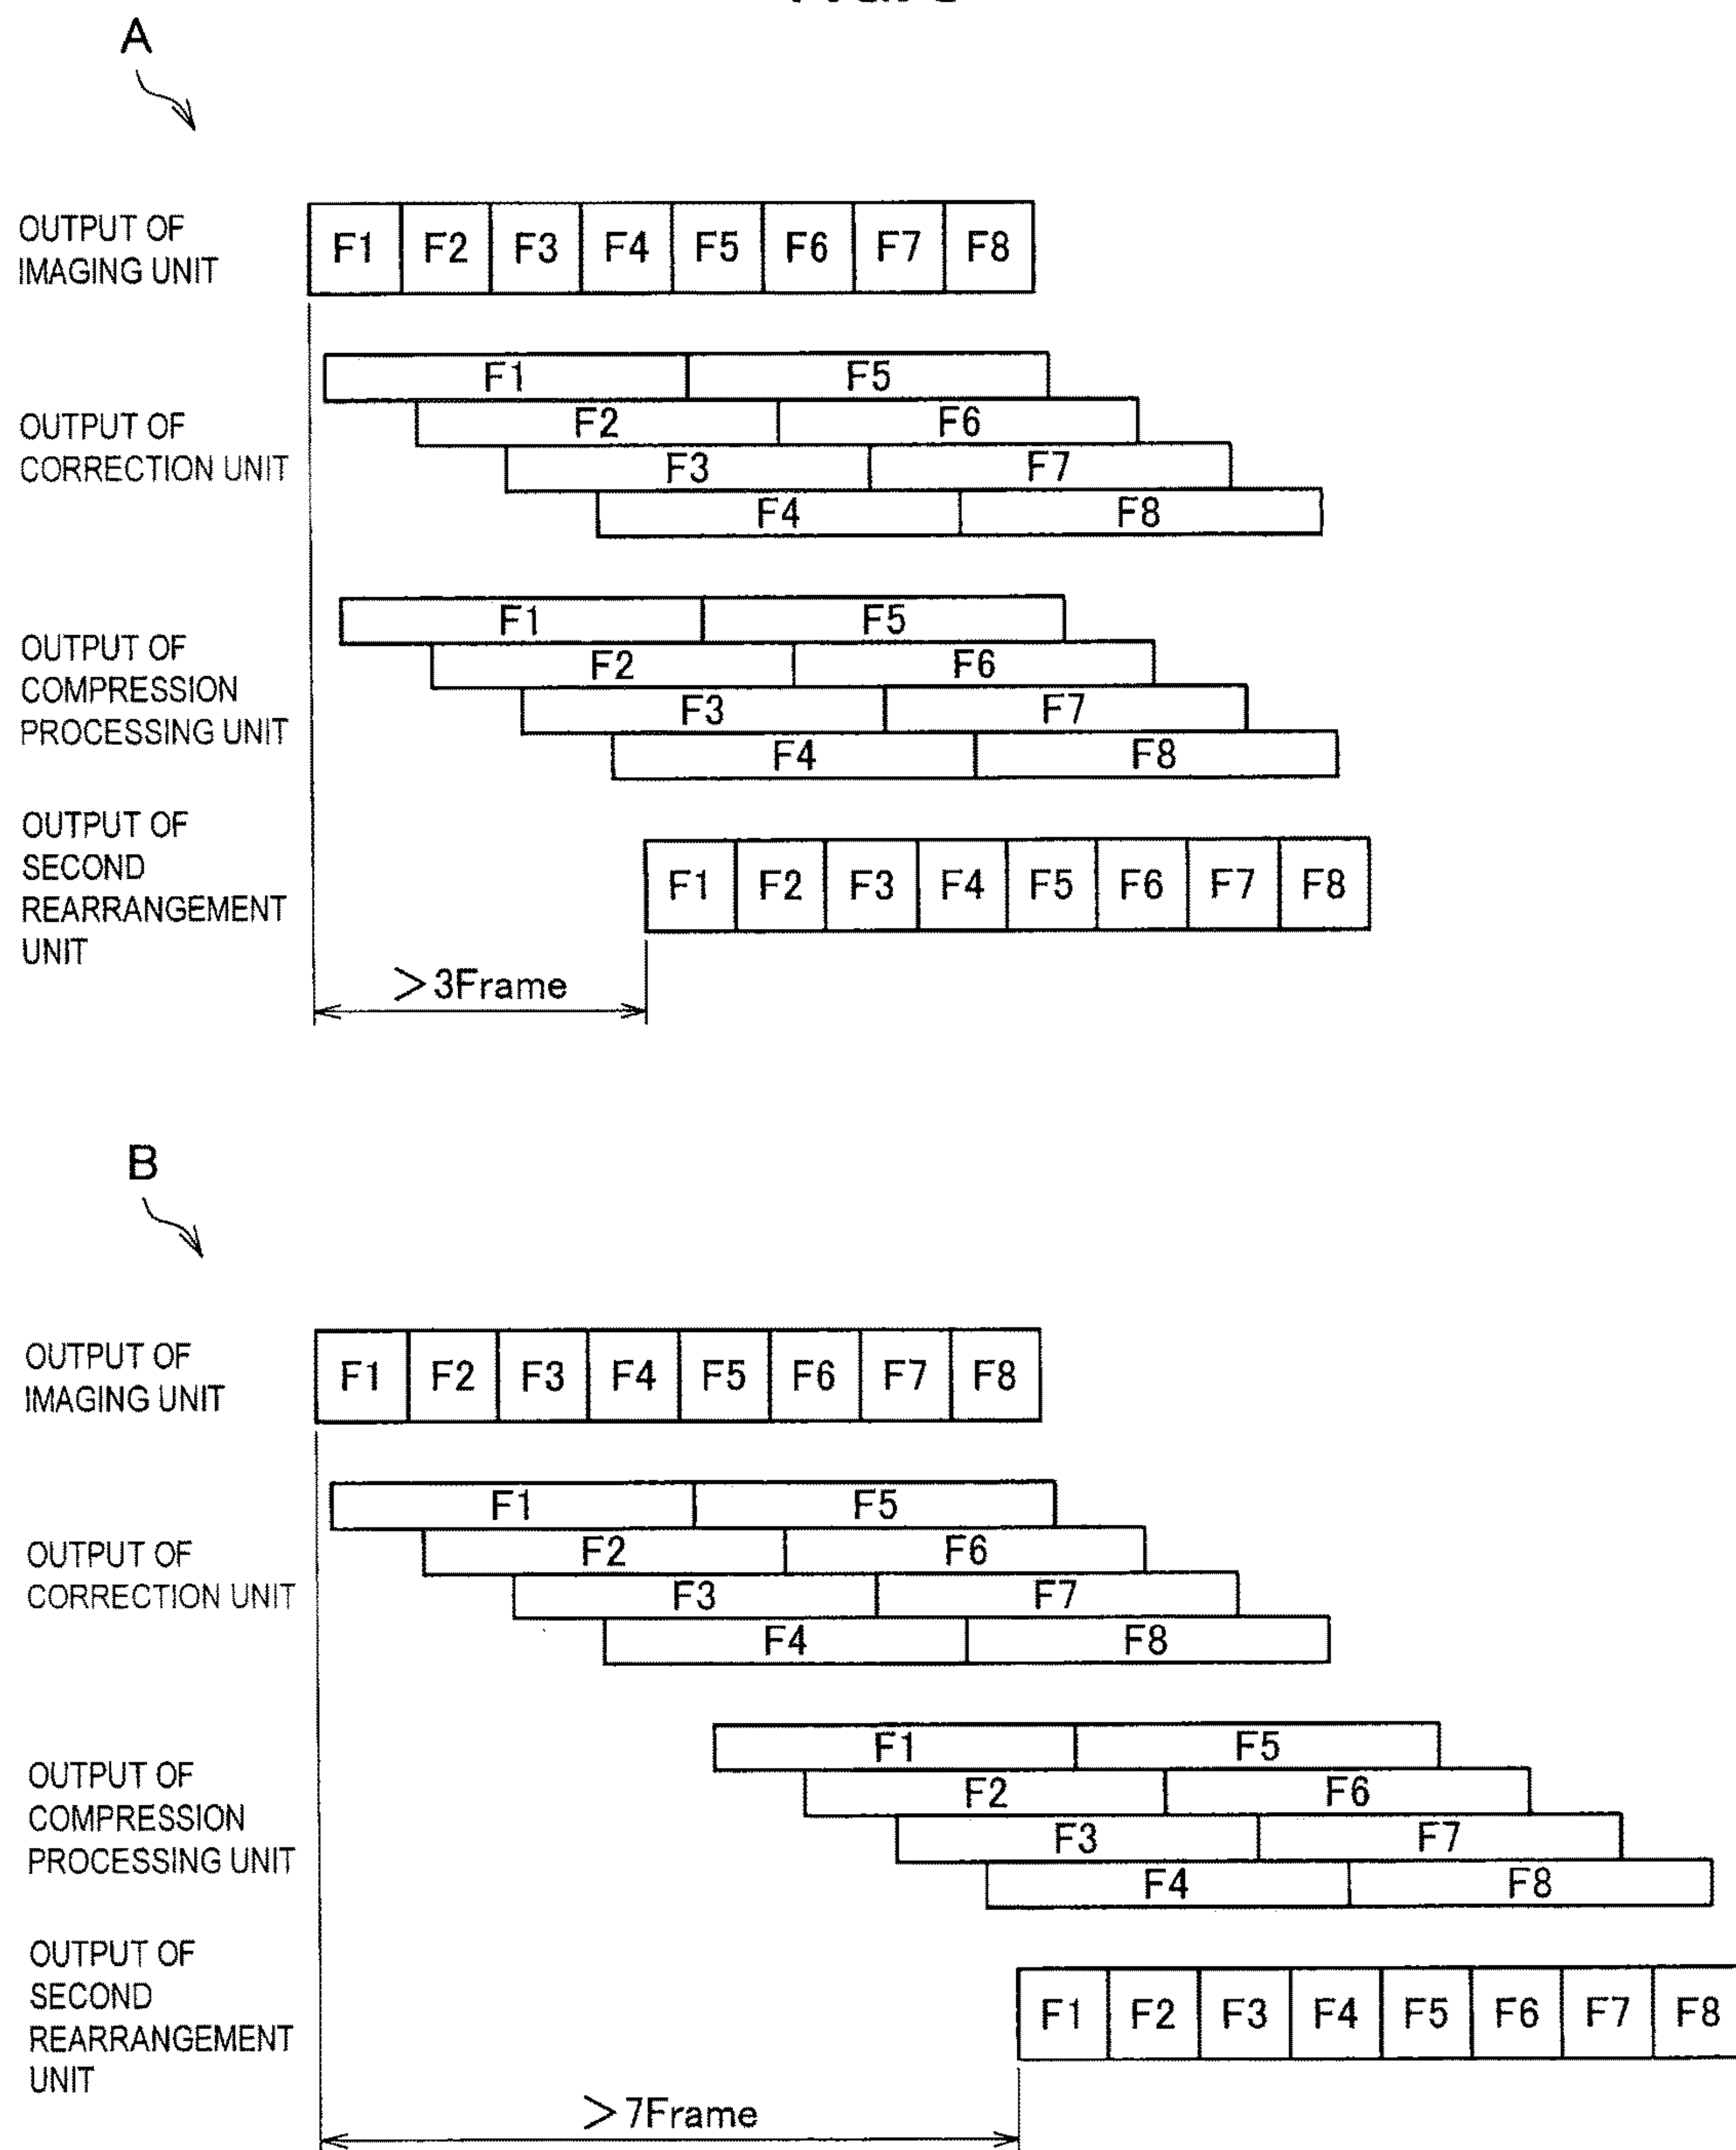 A
OUTPUT OF
IMAGING UNIT
F1 F2 F3 F4 F5 F6 F7 F8
OUTPUT OF
CORRECTION UNIT
F1 F5
F2 F6
F3 F7
F4 F8
OUTPUT OF
COMPRESSION
PROCESSING UNIT
F1 F5
F2 F6
F3 F7
F4 F8
OUTPUT OF
SECOND
REARRANGEMENT
UNIT
F1 F2 F3 F4 F5 F6 F7 F8
>3Frame
B
OUTPUT OF
IMAGING UNIT
F1 F2 F3 F4 F5 F6 F7 F8
OUTPUT OF
CORRECTION UNIT
F1 F5
F2 F6
F3 F7
F4 F8
OUTPUT OF
COMPRESSION
PROCESSING UNIT
F1 F5
F2 F6
F3 F7
F4 F8
OUTPUT OF
SECOND
REARRANGEMENT
UNIT
F1 F2 F3 F4 F5 F6 F7 F8
>7Frame